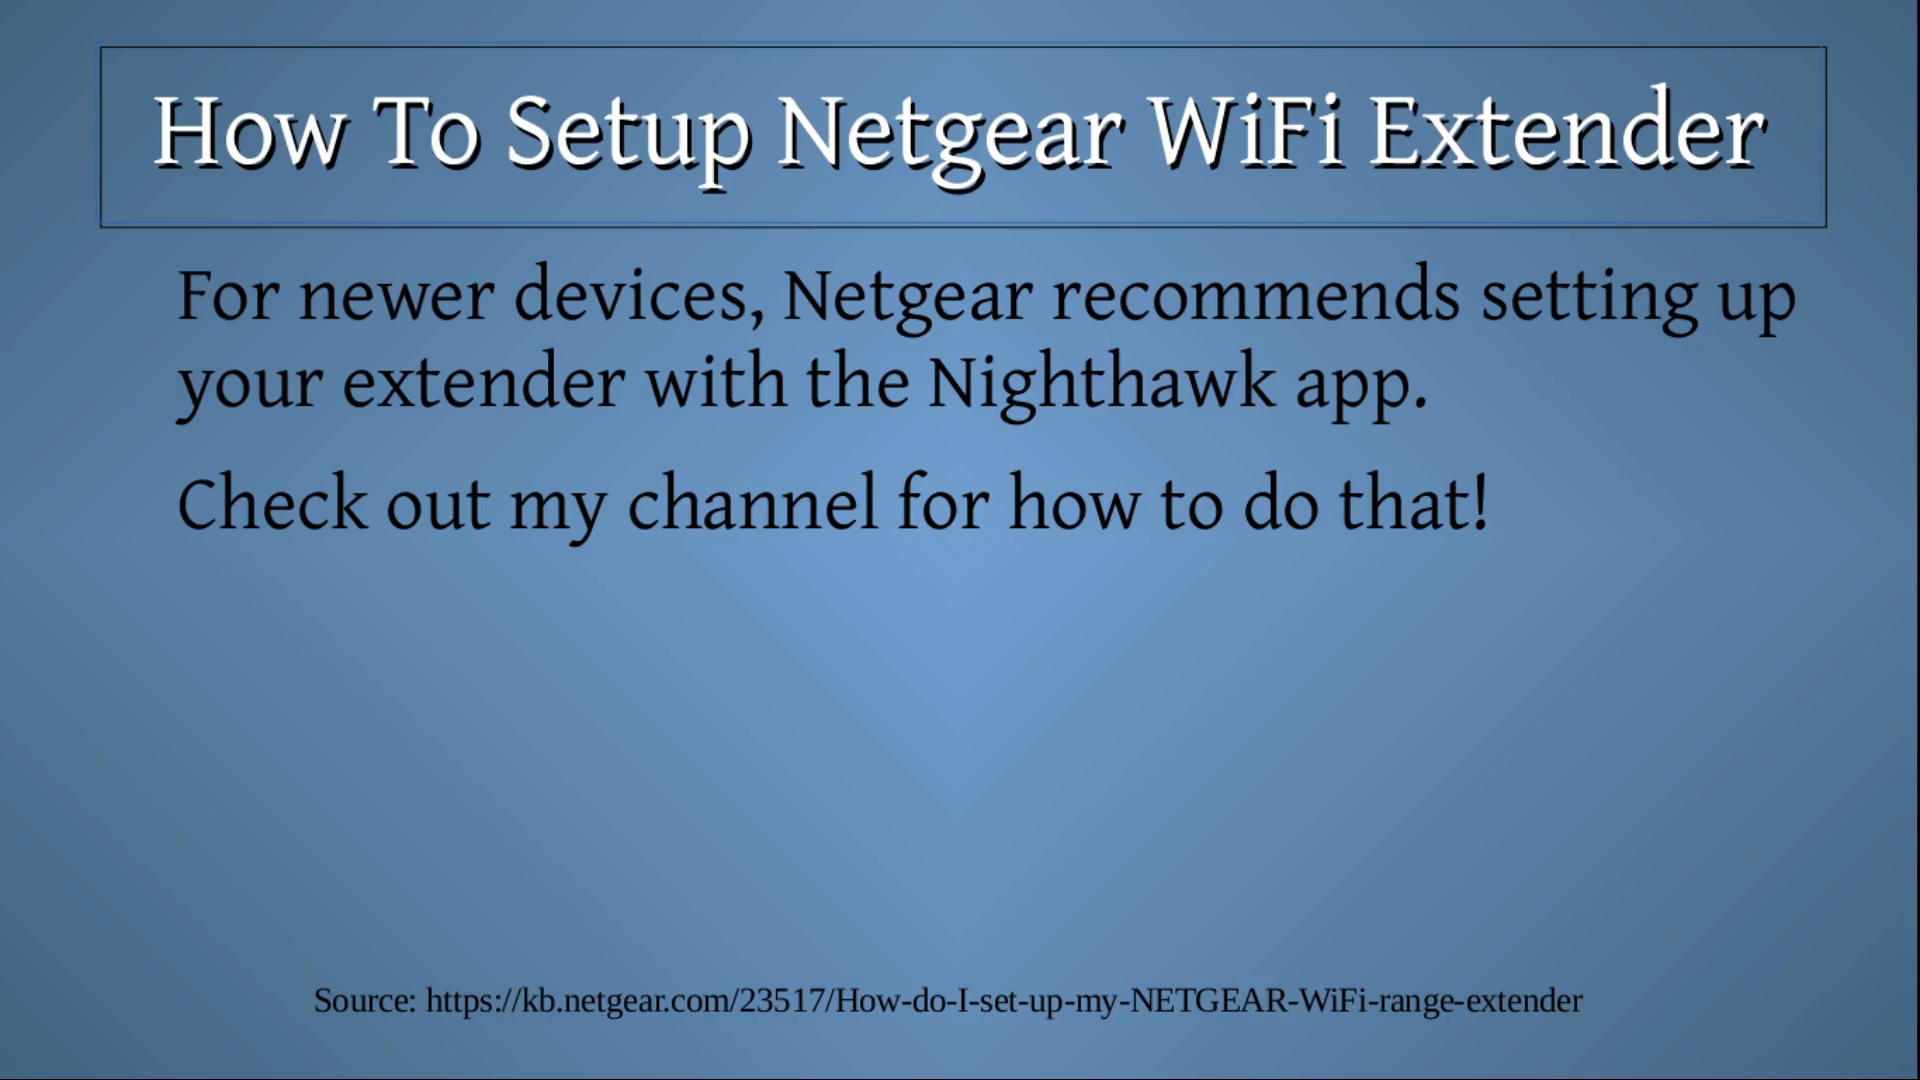 How To Setup Netgear WiFi Extender
For newer devices, Netgear recommends setting up
your extender with the Nighthawk app.
Check out my channel for how to do that!
Source: https://kb.netgear.com/23517/How-do-I-set-up-my-NETGEAR-WiFi-range-extender